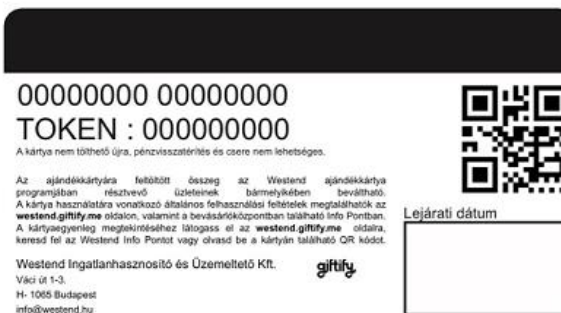 00000000 00000000
TOKEN : 000000000
A kártya nem tölthető újra, pénzvisszatérítés és csere nem lehetséges.
Az ajándékkártyára feltöltött összeg az Westend ajándékkártya
programjában résztvevő üzleteinek bármelyikében beváltható.
A kártya használatára vonatkozó általános felhasználási feltételek megtalálhatók az
westend.giftify.me oldalon, valamint a bevásárlóközpontban található Info Pontban.
A kártyaegyenleg megtekintéséhez látogass el az westend.giftify.me oldalra,
keresd fel az Westend Info Pontot vagy olvasd be a kártyán található QR kódot.
Westend Ingatlanhasznosító és Üzemeltető Kft.
giftify
Váci út 1-3.
H- 1065 Budapest
info@westend.hu
Lejárati dátum